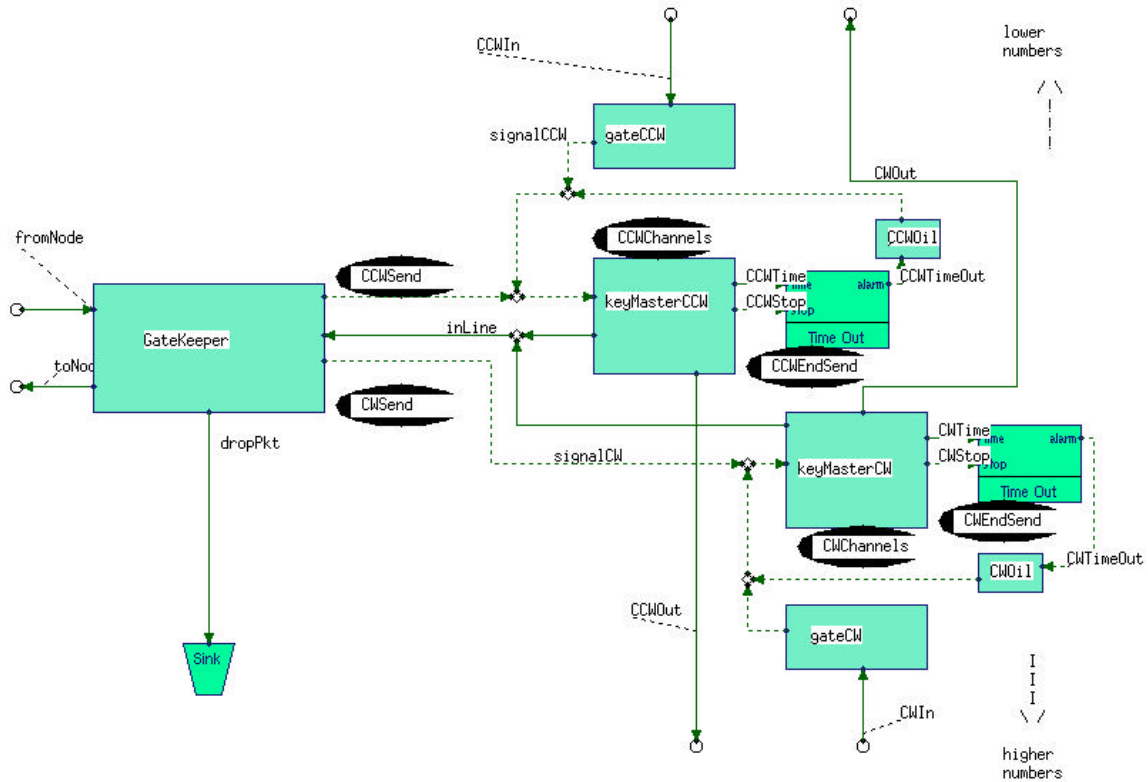 lower
numbers
CCWIn
signalCCW
gateCCW
CWOut
fromNode
CCWSend
CCWChannels
CCWOil
CCWTime
CCWTimeOut
alarm
keyMasterCCW
CCWStop
inLine
GateKeeper
Time Out
CCWEndSend
CWSend
dropPkt
signalCW
keyMasterCW
CWTime
alarm
CWStop
Time Out
CWEndSend
CWChannels
CWTimeOut
CWOil
CCWOut
gateCW
Sink
CWIn
higher
numbers